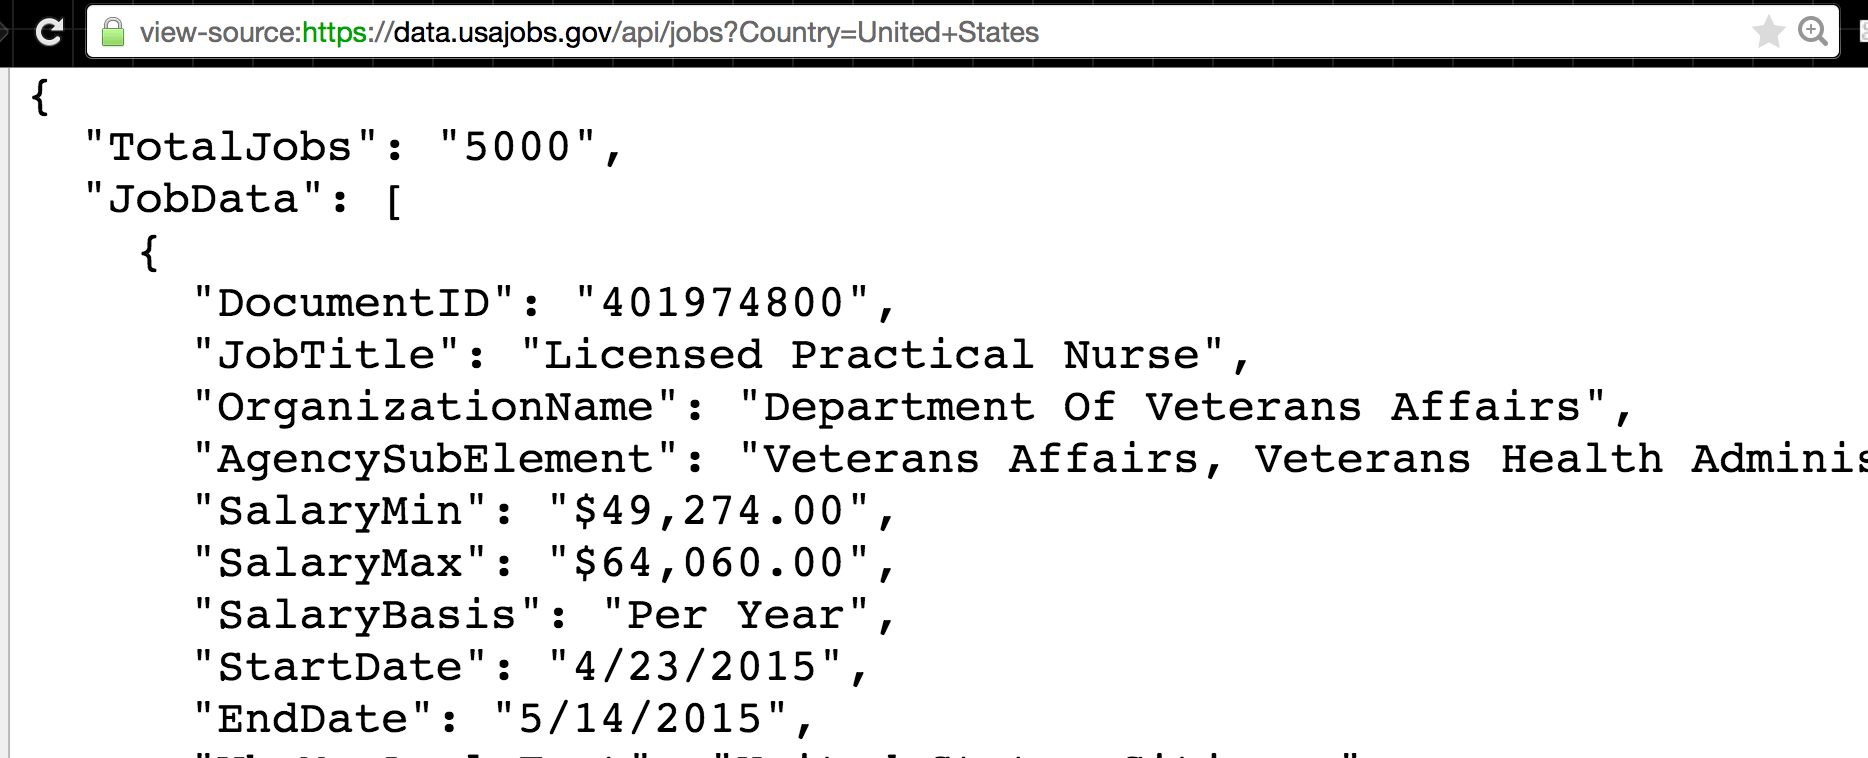 view-source:https://data.usajobs.gov/api/jobs?Country=United+States
{
"TotalJobs": "5000",
"JobData": [
{
"DocumentID": "401974800",
"JobTitle": "Licensed Practical Nurse",
"OrganizationName": "Department Of Veterans Affairs",
"AgencySubElement": "Veterans Affairs, Veterans Health Adminis
"SalaryMin": "$49,274.00",
"SalaryMax": "$64,060.00",
"SalaryBasis": "Per Year",
"StartDate": "4/23/2015",
"EndDate": "5/14/2015",